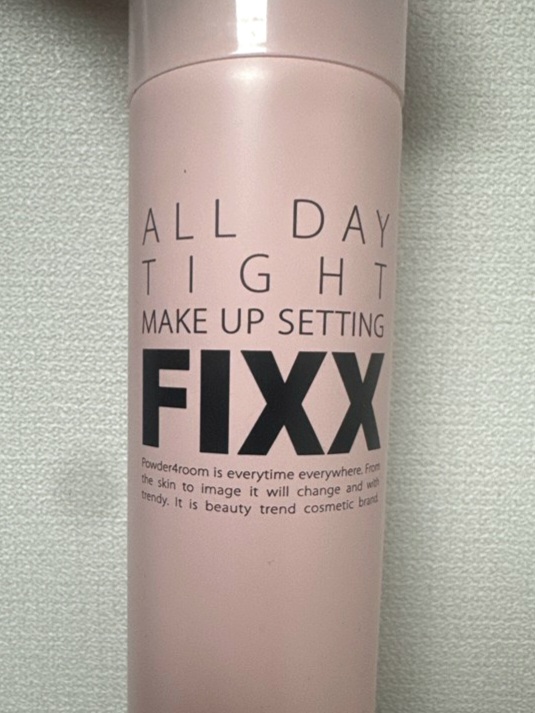 ALL DAY
TIGHT
MAKE UP SETTING
FIXX
Powder4room is everytime everywhere. From
the skin to image it will change and with
trendy. It is beauty trend cosmetic brand.